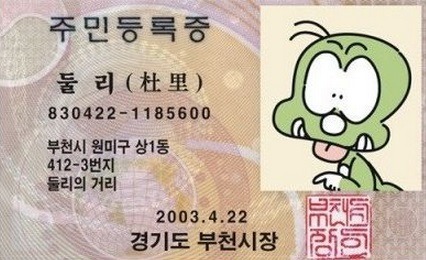 주민등록증
둘 리 (杜里)
830422-1185600
부천시 원미구 상1동
412-3번지
둘리의 거리
2003.4.22
경기도 부천시장